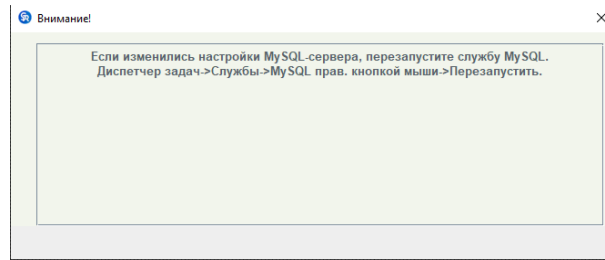 Внимание!
Если изменились настройки MySQL-сервера, перезапустите службу MySQL.
Диспетчер задач->Службы->MySQL прав. кнопкой мыши->Перезапустить.